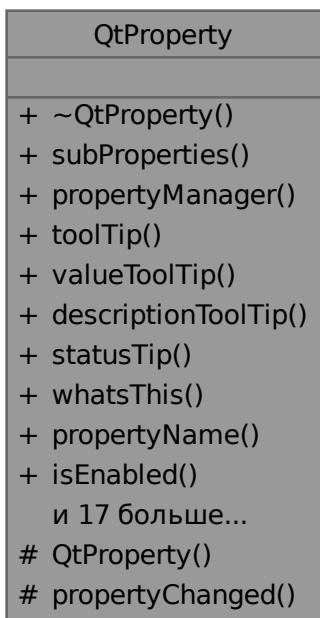 QtProperty
+ ~QtProperty()
+ subProperties()
+ propertyManager()
+ toolTip()
+ valueToolTip()
+ descriptionToolTip()
+ statusTip()
+ whatsThis()
+ propertyName()
+ isEnabled()
и 17 больше...
# QtProperty()
# propertyChanged()